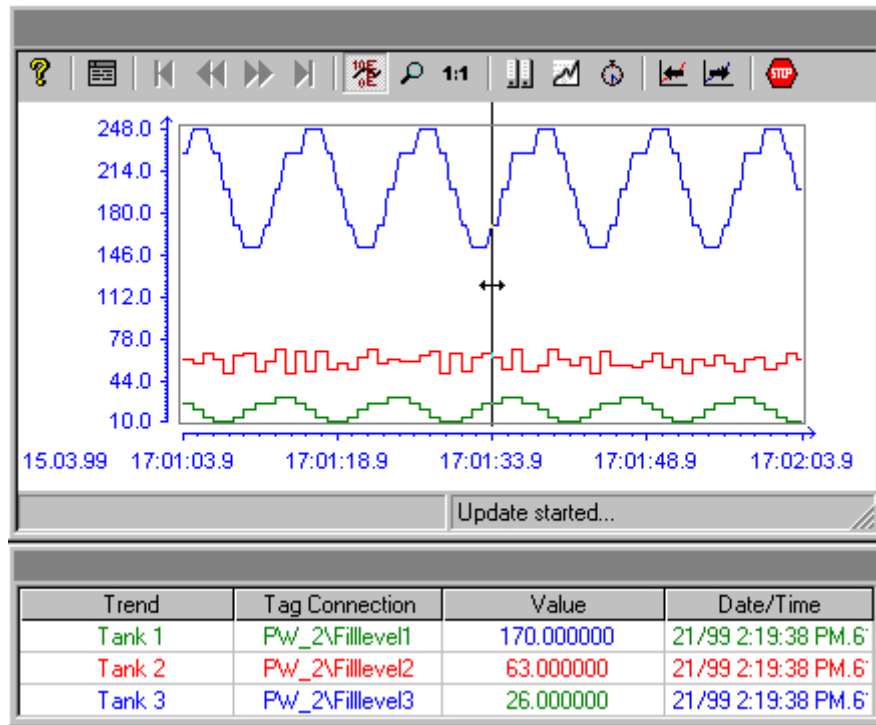 ?
10E
0E
1:1
STOP
248.0
214.0
180.0
146.0
112.0
78.0
44.0
10.0
15.03.99 17:01:03.9 17:01:18.9 17:01:33.9 17:01:48.9 17:02:03.9
Update started...
Trend Tag Connection Value Date/Time
Tank 1 PW_2\Filllevel1 170.000000 21/99 2:19:38 PM.6
Tank 2 PW_2\Filllevel2 63.000000 21/99 2:19:38 PM.6
Tank 3 PW_2\Filllevel3 26.000000 21/99 2:19:38 PM.6